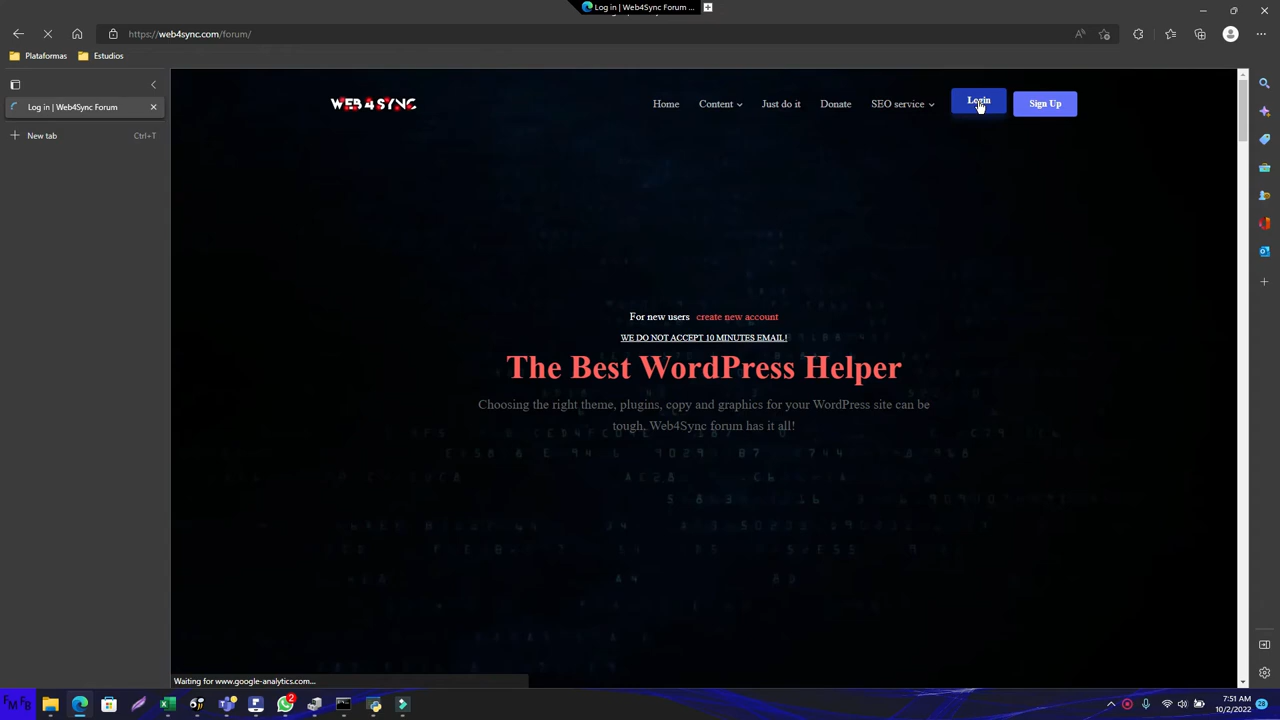 Log in | Web4Sync Forum ...
https://web4sync.com/forum/
Plataformas Estudios
Log in | Web4Sync Forum
New tab Ctrl+T
WEB4SYNC
Home Content Just do it Donate SEO service Login Sign Up
For new users create new account
WE DO NOT ACCEPT 10 MINUTES EMAIL!
The Best WordPress Helper
Choosing the right theme, plugins, copy and graphics for your WordPress site can be
tough. Web4Sync forum has it all!
Waiting for www.google-analytics.com...
2
7:51 AM
10/2/2022
28